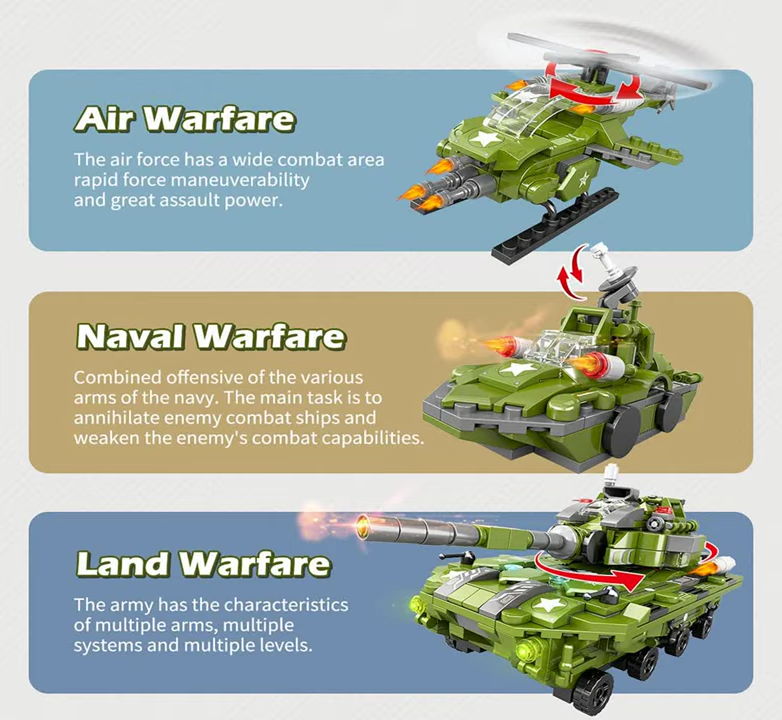 Air Warfare
The air force has a wide combat area
rapid force maneuverability
and great assault power.
Naval Warfare
Combined offensive of the various
arms of the navy. The main task is to
annihilate enemy combat ships and
weaken the enemy's combat capabilities.
Land Warfare
The army has the characteristics
of multiple arms, multiple
systems and multiple levels.